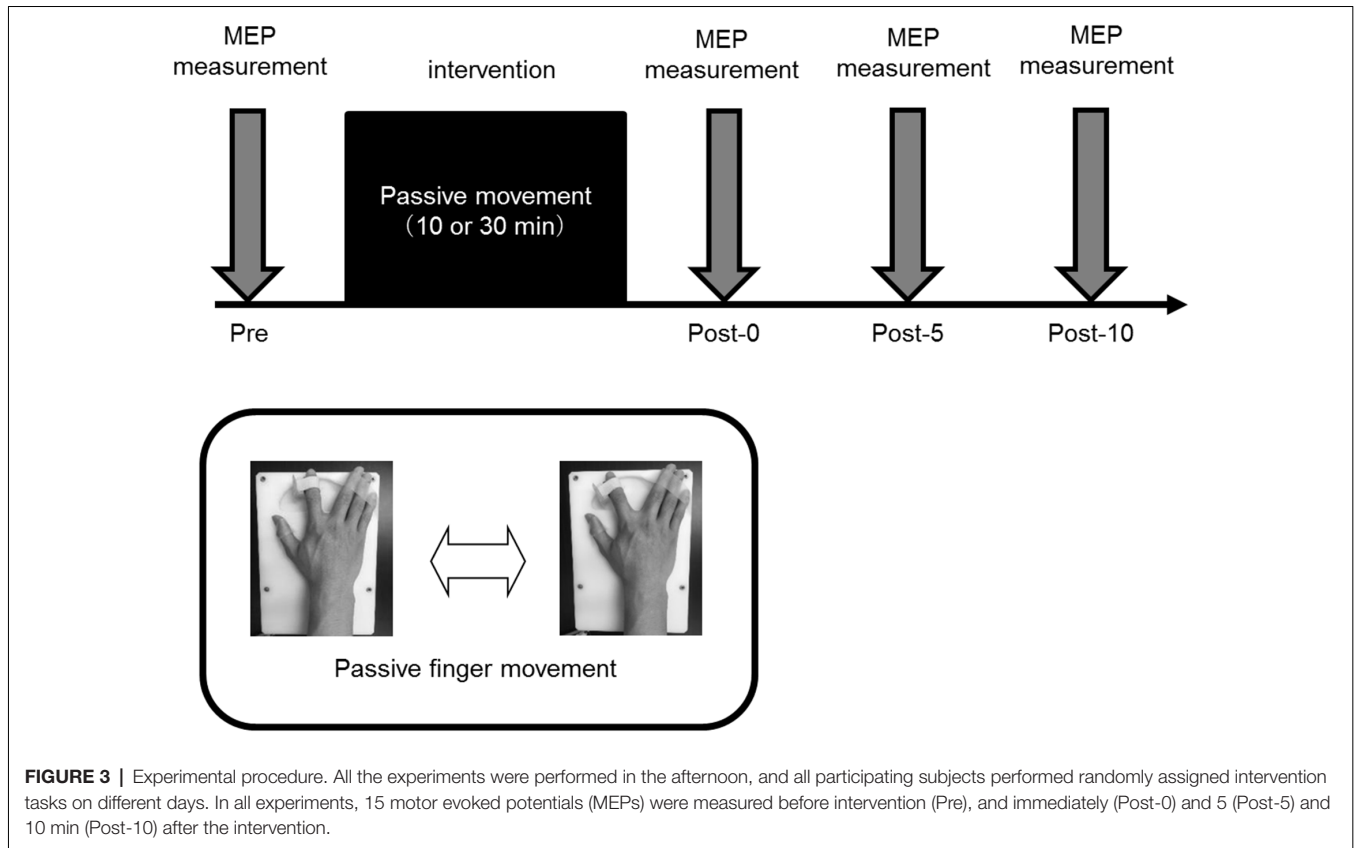 MEP
measurement
intervention
MEP
measurement
MEP
measurement
MEP
measurement
Passive movement
（10 or 30 min）
Pre
Post-0
Post-5
Post-10
Passive finger movement
FIGURE 3 | Experimental procedure. All the experiments were performed in the afternoon, and all participating subjects performed randomly assigned intervention
tasks on different days. In all experiments, 15 motor evoked potentials (MEPs) were measured before intervention (Pre), and immediately (Post-0) and 5 (Post-5) and
10 min (Post-10) after the intervention.